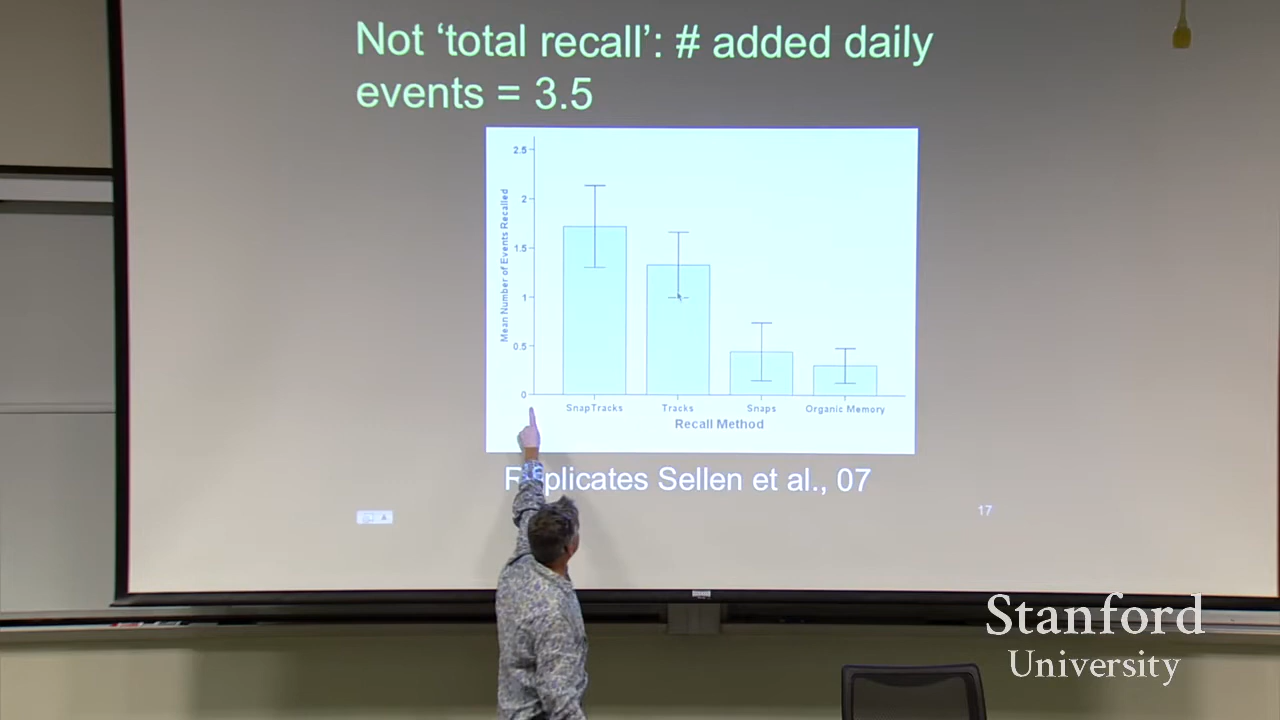 Not ‘total recall’: # added daily
events = 3.5
2.5
2
1.5
1
0.5
0
Mean Number of Events Recalled
SnapTracks Tracks Snaps Organic Memory
Recall Method
Replicates Sellen et al., 07
17
Stanford
University